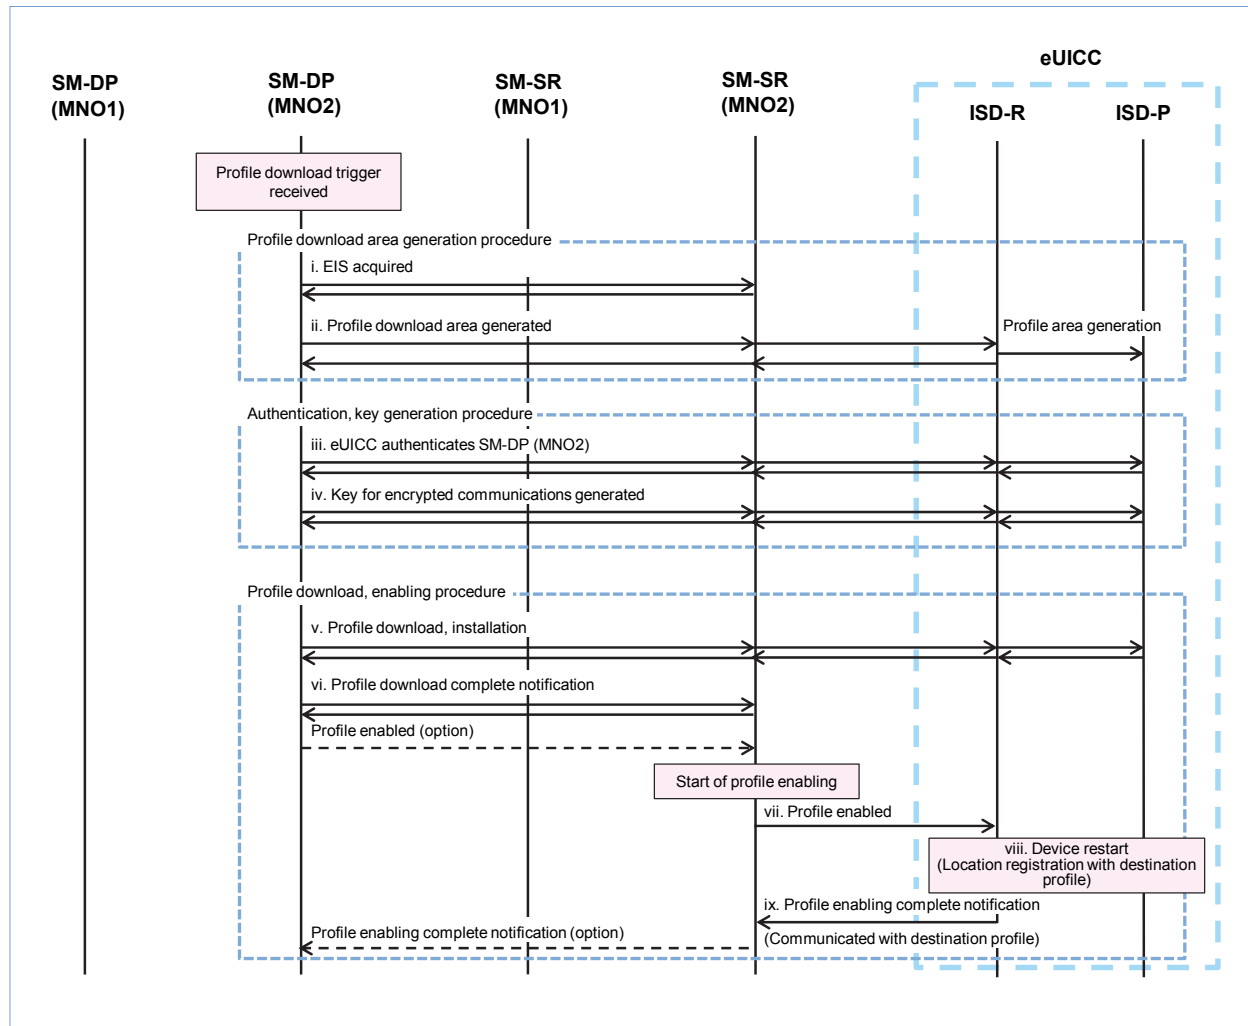 eUICC
SM-DP
(MNO1)
SM-DP
(MNO2)
SM-SR
(MNO1)
SM-SR
(MNO2)
ISD-R
ISD-P
Profile download trigger
received
Profile download area generation procedure
i. EIS acquired
ii. Profile download area generated
Profile area generation
Authentication, key generation procedure
iii. eUICC authenticates SM-DP (MNO2)
iv. Key for encrypted communications generated
Profile download, enabling procedure
v. Profile download, installation
vi. Profile download complete notification
Profile enabled (option)
Start of profile enabling
vii. Profile enabled
viii. Device restart
(Location registration with destination
profile)
ix. Profile enabling complete notification
Profile enabling complete notification (option)
(Communicated with destination profile)